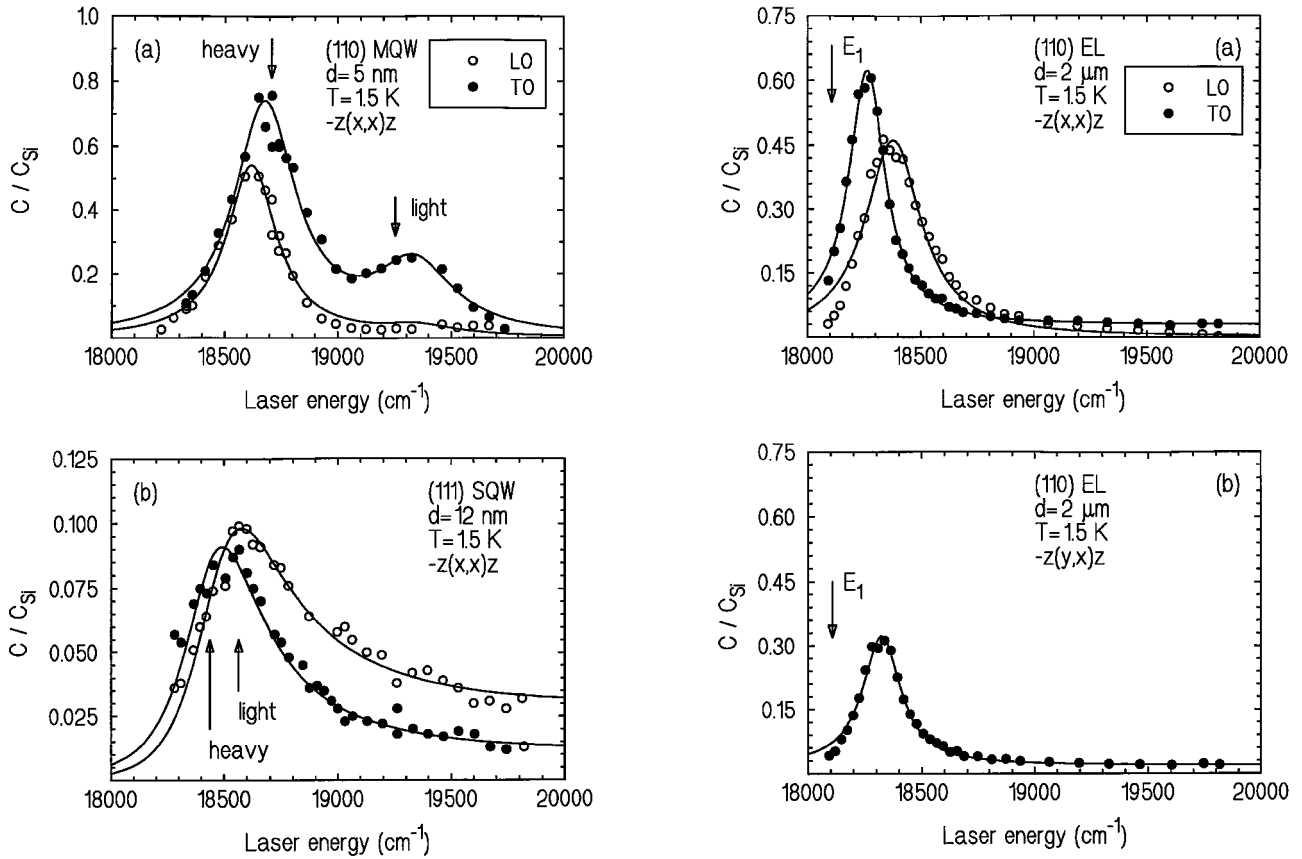 (a)
heavy
(110) MQW
d= 5 nm
T= 1.5 K
-z(x,x)z
LO
TO
light
1.0
0.8
0.6
0.4
0.2
C / C_Si
18000 18500 19000 19500 20000
Laser energy (cm⁻¹)
(a)
E₁
(110) EL
d= 2 μm
T= 1.5 K
-z(x,x)z
LO
TO
0.75
0.60
0.45
0.30
0.15
C / C_Si
18000 18500 19000 19500 20000
Laser energy (cm⁻¹)
(b)
(111) SQW
d= 12 nm
T= 1.5 K
-z(x,x)z
light
heavy
0.125
0.100
0.075
0.050
0.025
C / C_Si
18000 18500 19000 19500 20000
Laser energy (cm⁻¹)
(b)
E₁
(110) EL
d= 2 μm
T= 1.5 K
-z(y,x)z
0.75
0.60
0.45
0.30
0.15
C / C_Si
18000 18500 19000 19500 20000
Laser energy (cm⁻¹)